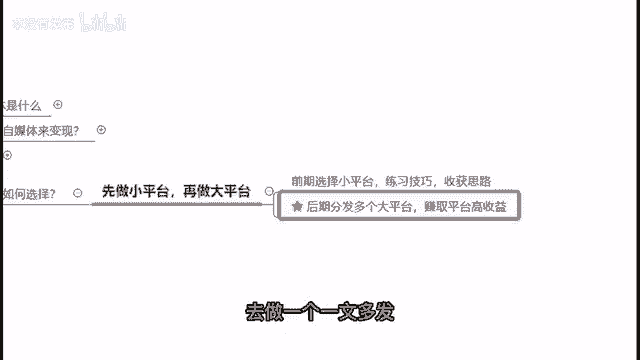 bilibili
是什么
自媒体来变现?
如何选择?
先做小平台，再做大平台
前期选择小平台，练习技巧，收获思路
后期分发多个大平台，赚取平台高收益
去做一个一文多发